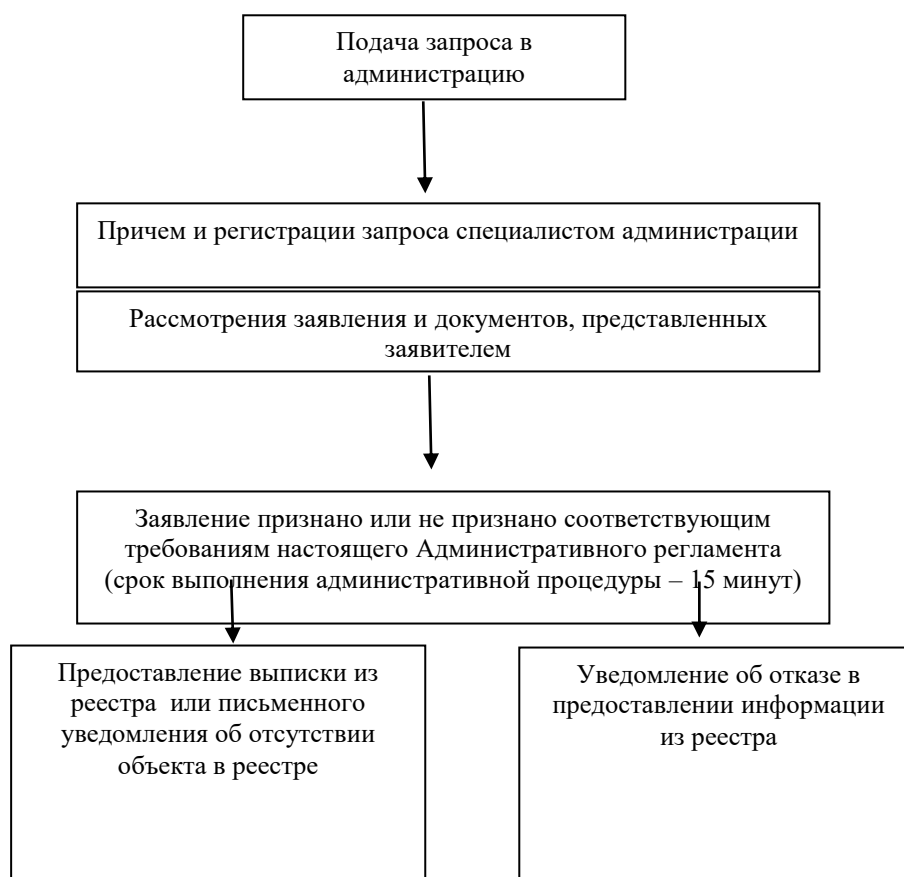 Подача запроса в
администрацию
Причем и регистрации запроса специалистом администрации
Рассмотрения заявления и документов, представленных
заявителем
Заявление признано или не признано соответствующим
требованиям настоящего Административного регламента
(срок выполнения административной процедуры – 15 минут)
Предоставление выписки из
реестра или письменного
уведомления об отсутствии
объекта в реестре
Уведомление об отказе в
предоставлении информации
из реестра